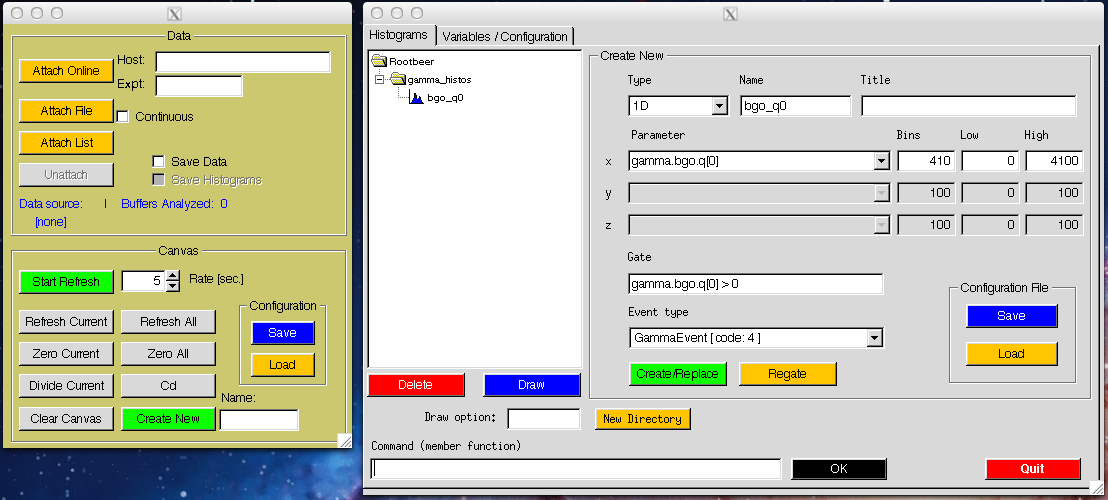 Data
Attach Online
Host:
Expt:
Attach File
Continuous
Attach List
Save Data
Unattach
Save Histograms
Data source: | Buffers Analyzed: 0
[none]
Canvas
Start Refresh
5
Rate [sec.]
Configuration
Refresh Current
Refresh All
Save
Zero Current
Zero All
Load
Divide Current
Cd
Name:
Clear Canvas
Create New
Histograms
Variables / Configuration
Rootbeer
gamma_histos
bgo_q0
Delete
Draw
Create New
Type Name Title
1D bgo_q0
Parameter Bins Low High
x gamma.bgo.q[0] 410 0 4100
y 100 0 100
z 100 0 100
Gate
gamma.bgo.q[0] > 0
Event type
GammaEvent [ code: 4 ]
Create/Replace
Regate
Configuration File
Save
Load
Draw option:
New Directory
Command (member function)
OK
Quit